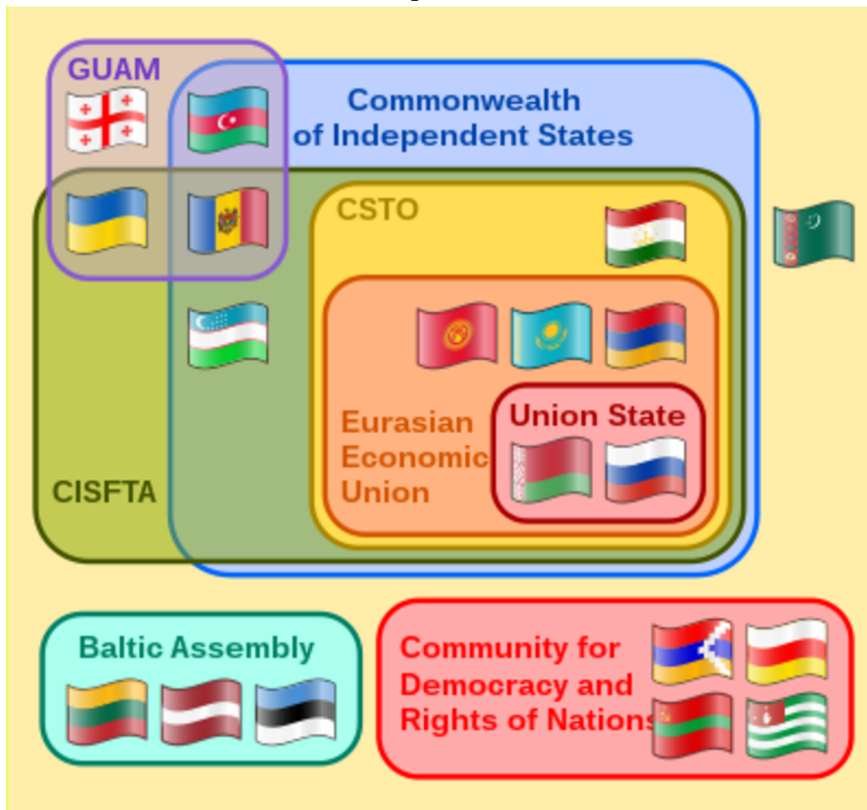 GUAM
Commonwealth
of Independent States
CSTO
Union State
Eurasian
Economic
Union
CISFTA
Baltic Assembly
Community for
Democracy and
Rights of Nations